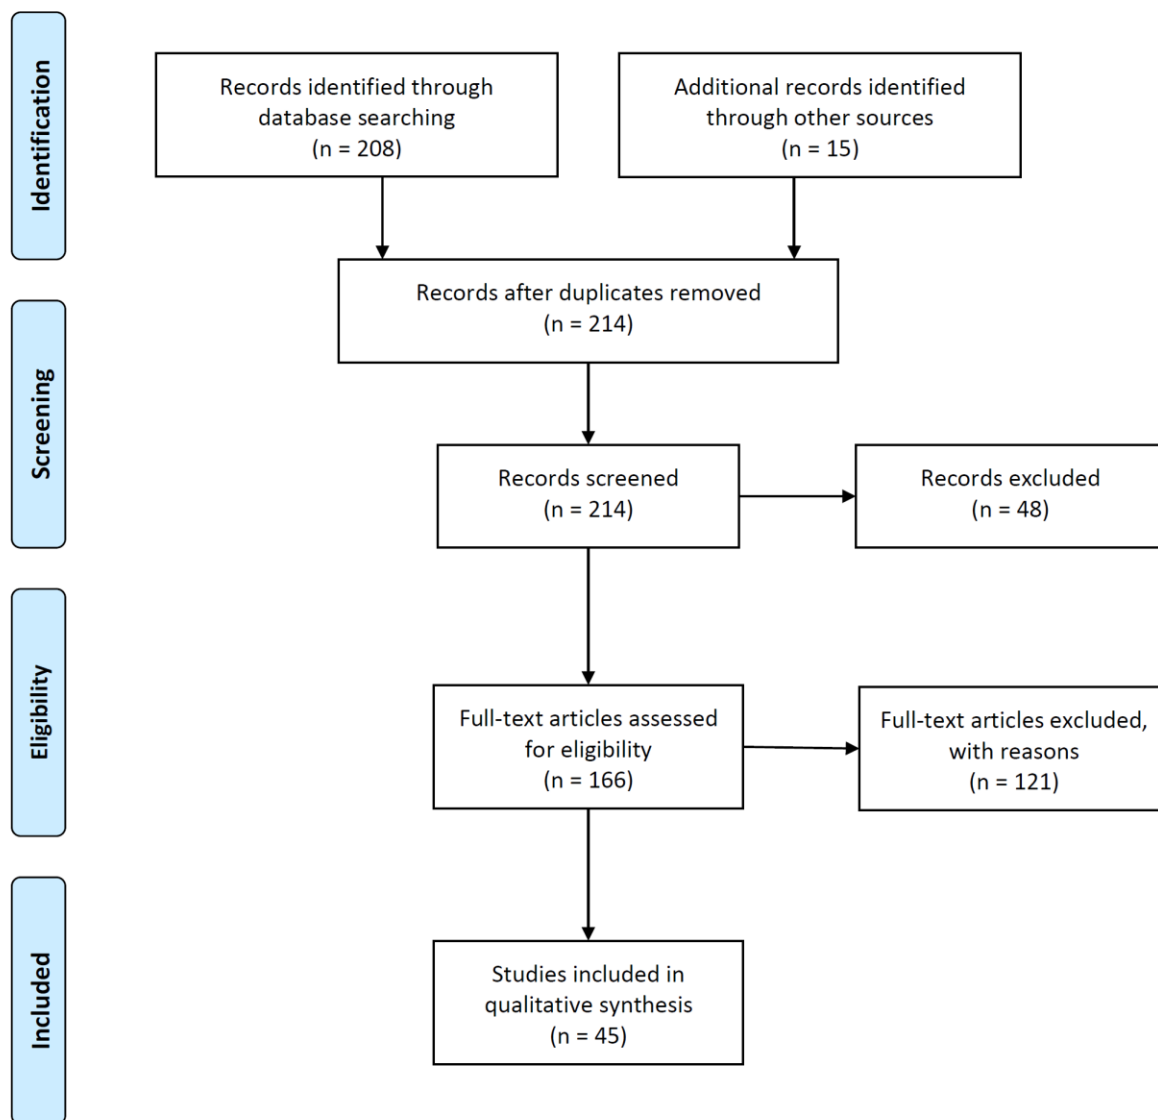 Identification
Records identified through
database searching
(n = 208)
Additional records identified
through other sources
(n = 15)
Records after duplicates removed
(n = 214)
Screening
Records screened
(n = 214)
Records excluded
(n = 48)
Eligibility
Full-text articles assessed
for eligibility
(n = 166)
Full-text articles excluded,
with reasons
(n = 121)
Included
Studies included in
qualitative synthesis
(n = 45)